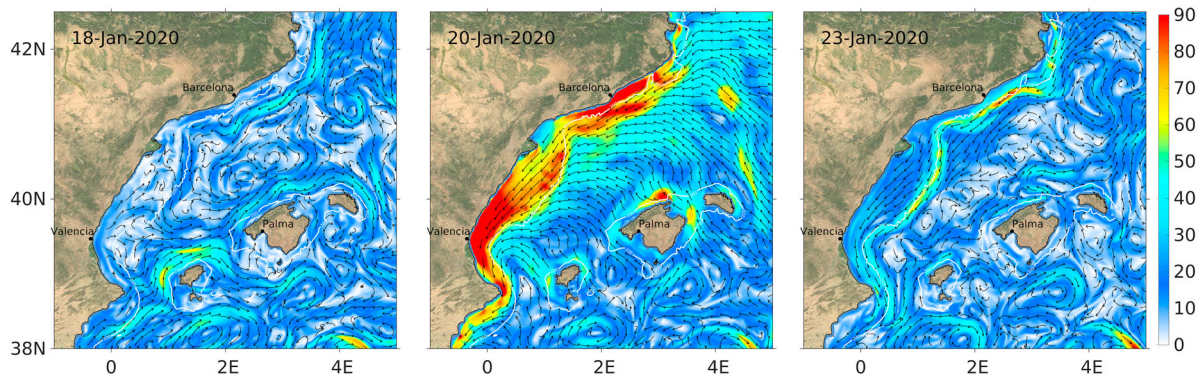 42N
40N
38N
18-Jan-2020
Barcelona
Valencia
Palma
0
2E
4E
20-Jan-2020
Barcelona
Valencia
Palma
0
2E
4E
23-Jan-2020
Barcelona
Valencia
Palma
0
2E
4E
90
80
70
60
50
40
30
20
10
0